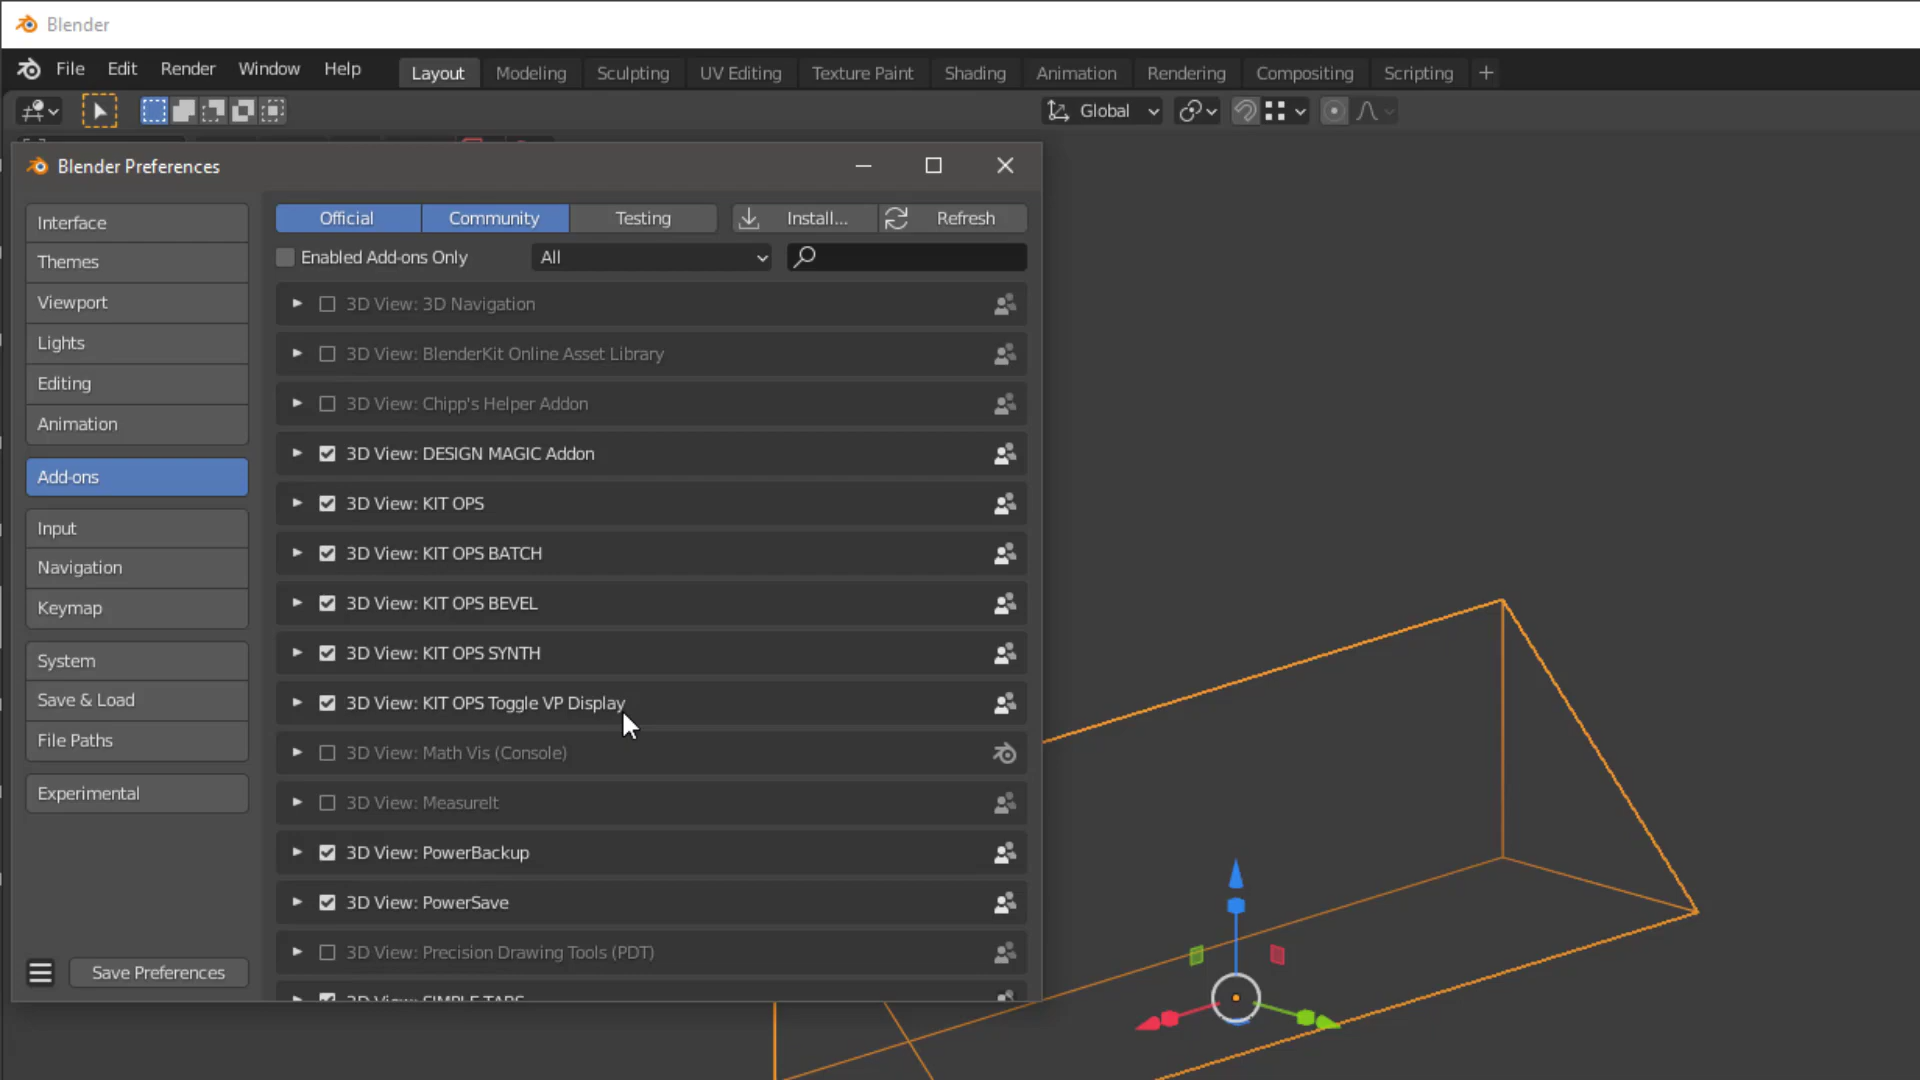 Blender
File Edit Render Window Help Layout Modeling Sculpting UV Editing Texture Paint Shading Animation Rendering Compositing Scripting +
Global
Blender Preferences
Interface
Themes
Viewport
Lights
Editing
Animation
Add-ons
Input
Navigation
Keymap
System
Save & Load
File Paths
Experimental
Save Preferences
Official Community Testing Install... Refresh
Enabled Add-ons Only All
3D View: 3D Navigation
3D View: BlenderKit Online Asset Library
3D View: Chipp's Helper Addon
3D View: DESIGN MAGIC Addon
3D View: KIT OPS
3D View: KIT OPS BATCH
3D View: KIT OPS BEVEL
3D View: KIT OPS SYNTH
3D View: KIT OPS Toggle VP Display
3D View: Math Vis (Console)
3D View: MeasureIt
3D View: PowerBackup
3D View: PowerSave
3D View: Precision Drawing Tools (PDT)
3D View: SIMPLE TABS